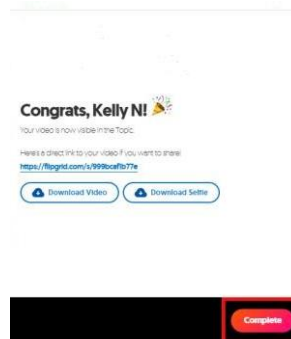 Congrats, Kelly N! 🎉
Your video is now visible in the Topic.
Here's a direct link to your video if you want to share!
https://flipgrid.com/s/999bcaf1b77e
Download Video
Download Selfie
Complete